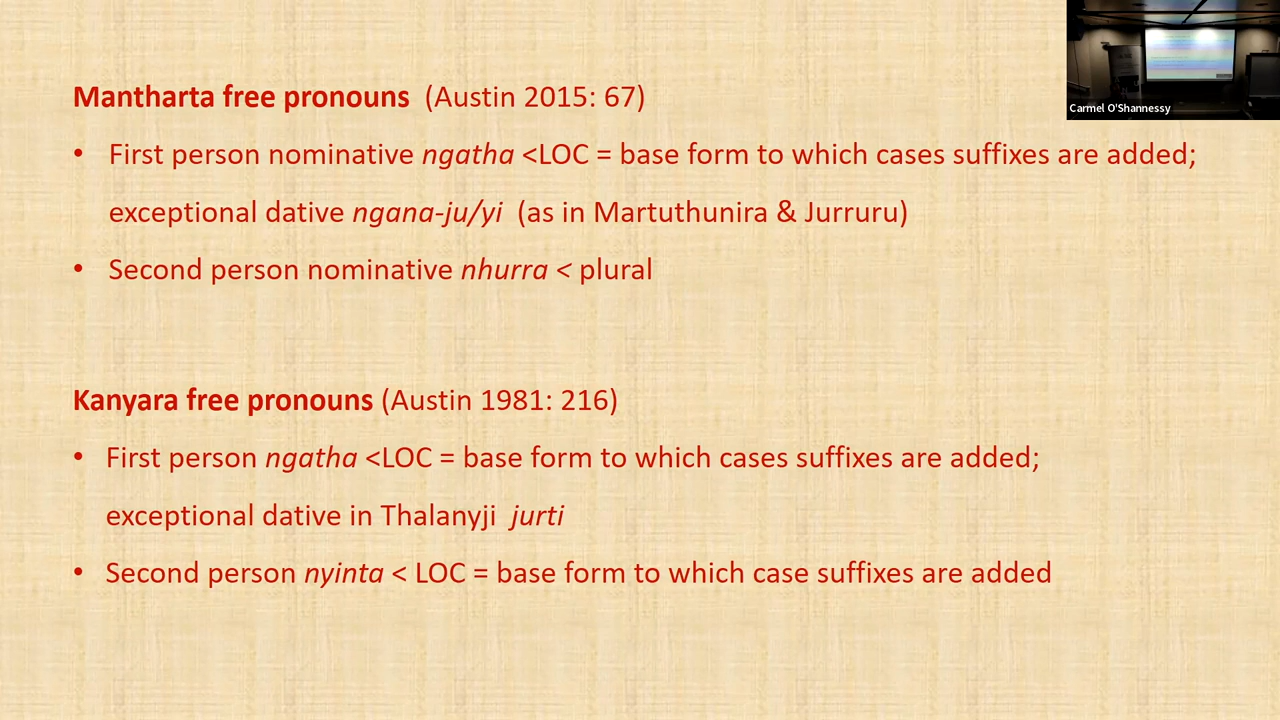 Mantharta free pronouns (Austin 2015: 67)
Carmel O'Shannessy
• First person nominative ngatha <LOC = base form to which cases suffixes are added;
exceptional dative ngana-ju/yi (as in Martuthunira & Jurruru)
• Second person nominative nhurra < plural
Kanyara free pronouns (Austin 1981: 216)
• First person ngatha <LOC = base form to which cases suffixes are added;
exceptional dative in Thalanyji jurti
• Second person nyinta < LOC = base form to which case suffixes are added